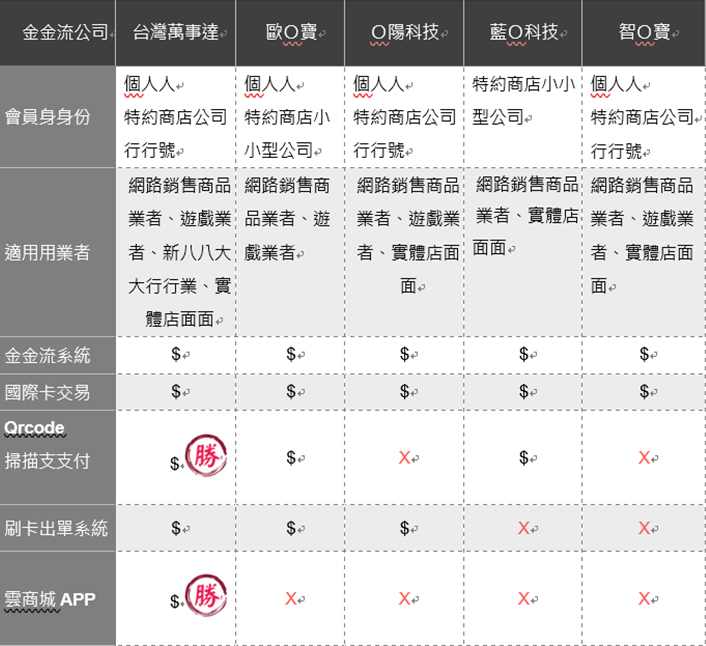 金金流公司 台灣萬事達 歐O寶 O陽科技 藍O科技 智O寶
會員身身份
個人人
特約商店公司
行行號
個人人
特約商店小
小型公司
個人人
特約商店公司
行行號
特約商店小小
型公司
個人人
特約商店公司
行行號
適用用業者
網路銷售商品
業者、遊戲業
者、新八八大
大行行業、實
體店面面
網路銷售商
品業者、遊
戲業者
網路銷售商品
業者、遊戲業
者、實體店面
面
網路銷售商品
業者、實體店
面面
網路銷售商品
業者、遊戲業
者、實體店面
面
金金流系統 $ $ $ $ $
國際卡交易 $ $ $ $ $
Qrcode
掃描支支付 $ 勝 $ X $ X
刷卡出單系統 $ $ $ X X
雲商城 APP $ 勝 X X X X